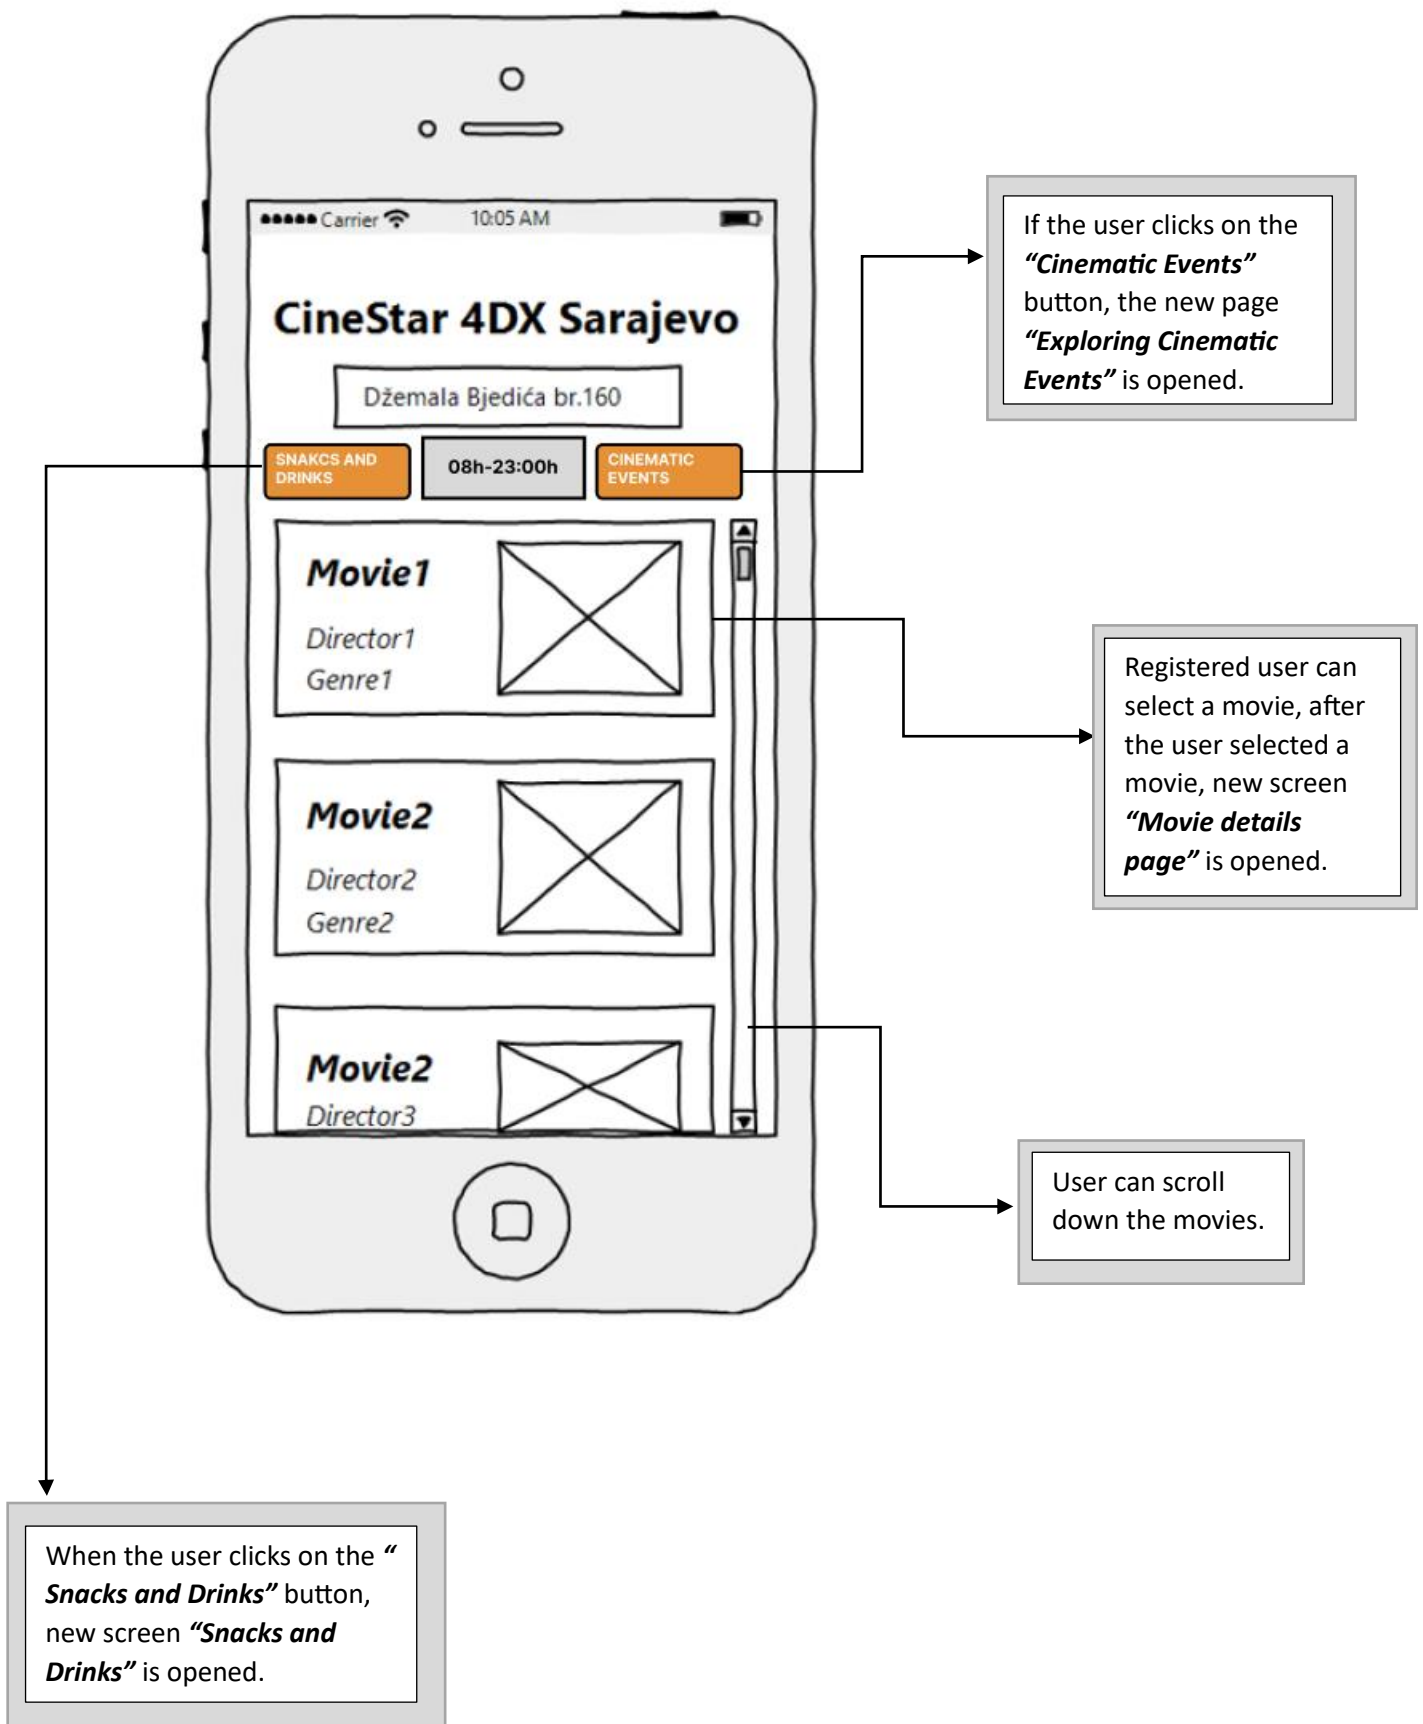 Carrier 10:05 AM
CineStar 4DX Sarajevo
Džemala Bjedića br.160
SNAKCS AND
DRINKS
08h-23:00h
CINEMATIC
EVENTS
Movie1
Director1
Genre1
Movie2
Director2
Genre2
Movie2
Director3
If the user clicks on the
“Cinematic Events”
button, the new page
“Exploring Cinematic
Events” is opened.
Registered user can
select a movie, after
the user selected a
movie, new screen
“Movie details
page” is opened.
User can scroll
down the movies.
When the user clicks on the “
Snacks and Drinks” button,
new screen “Snacks and
Drinks” is opened.